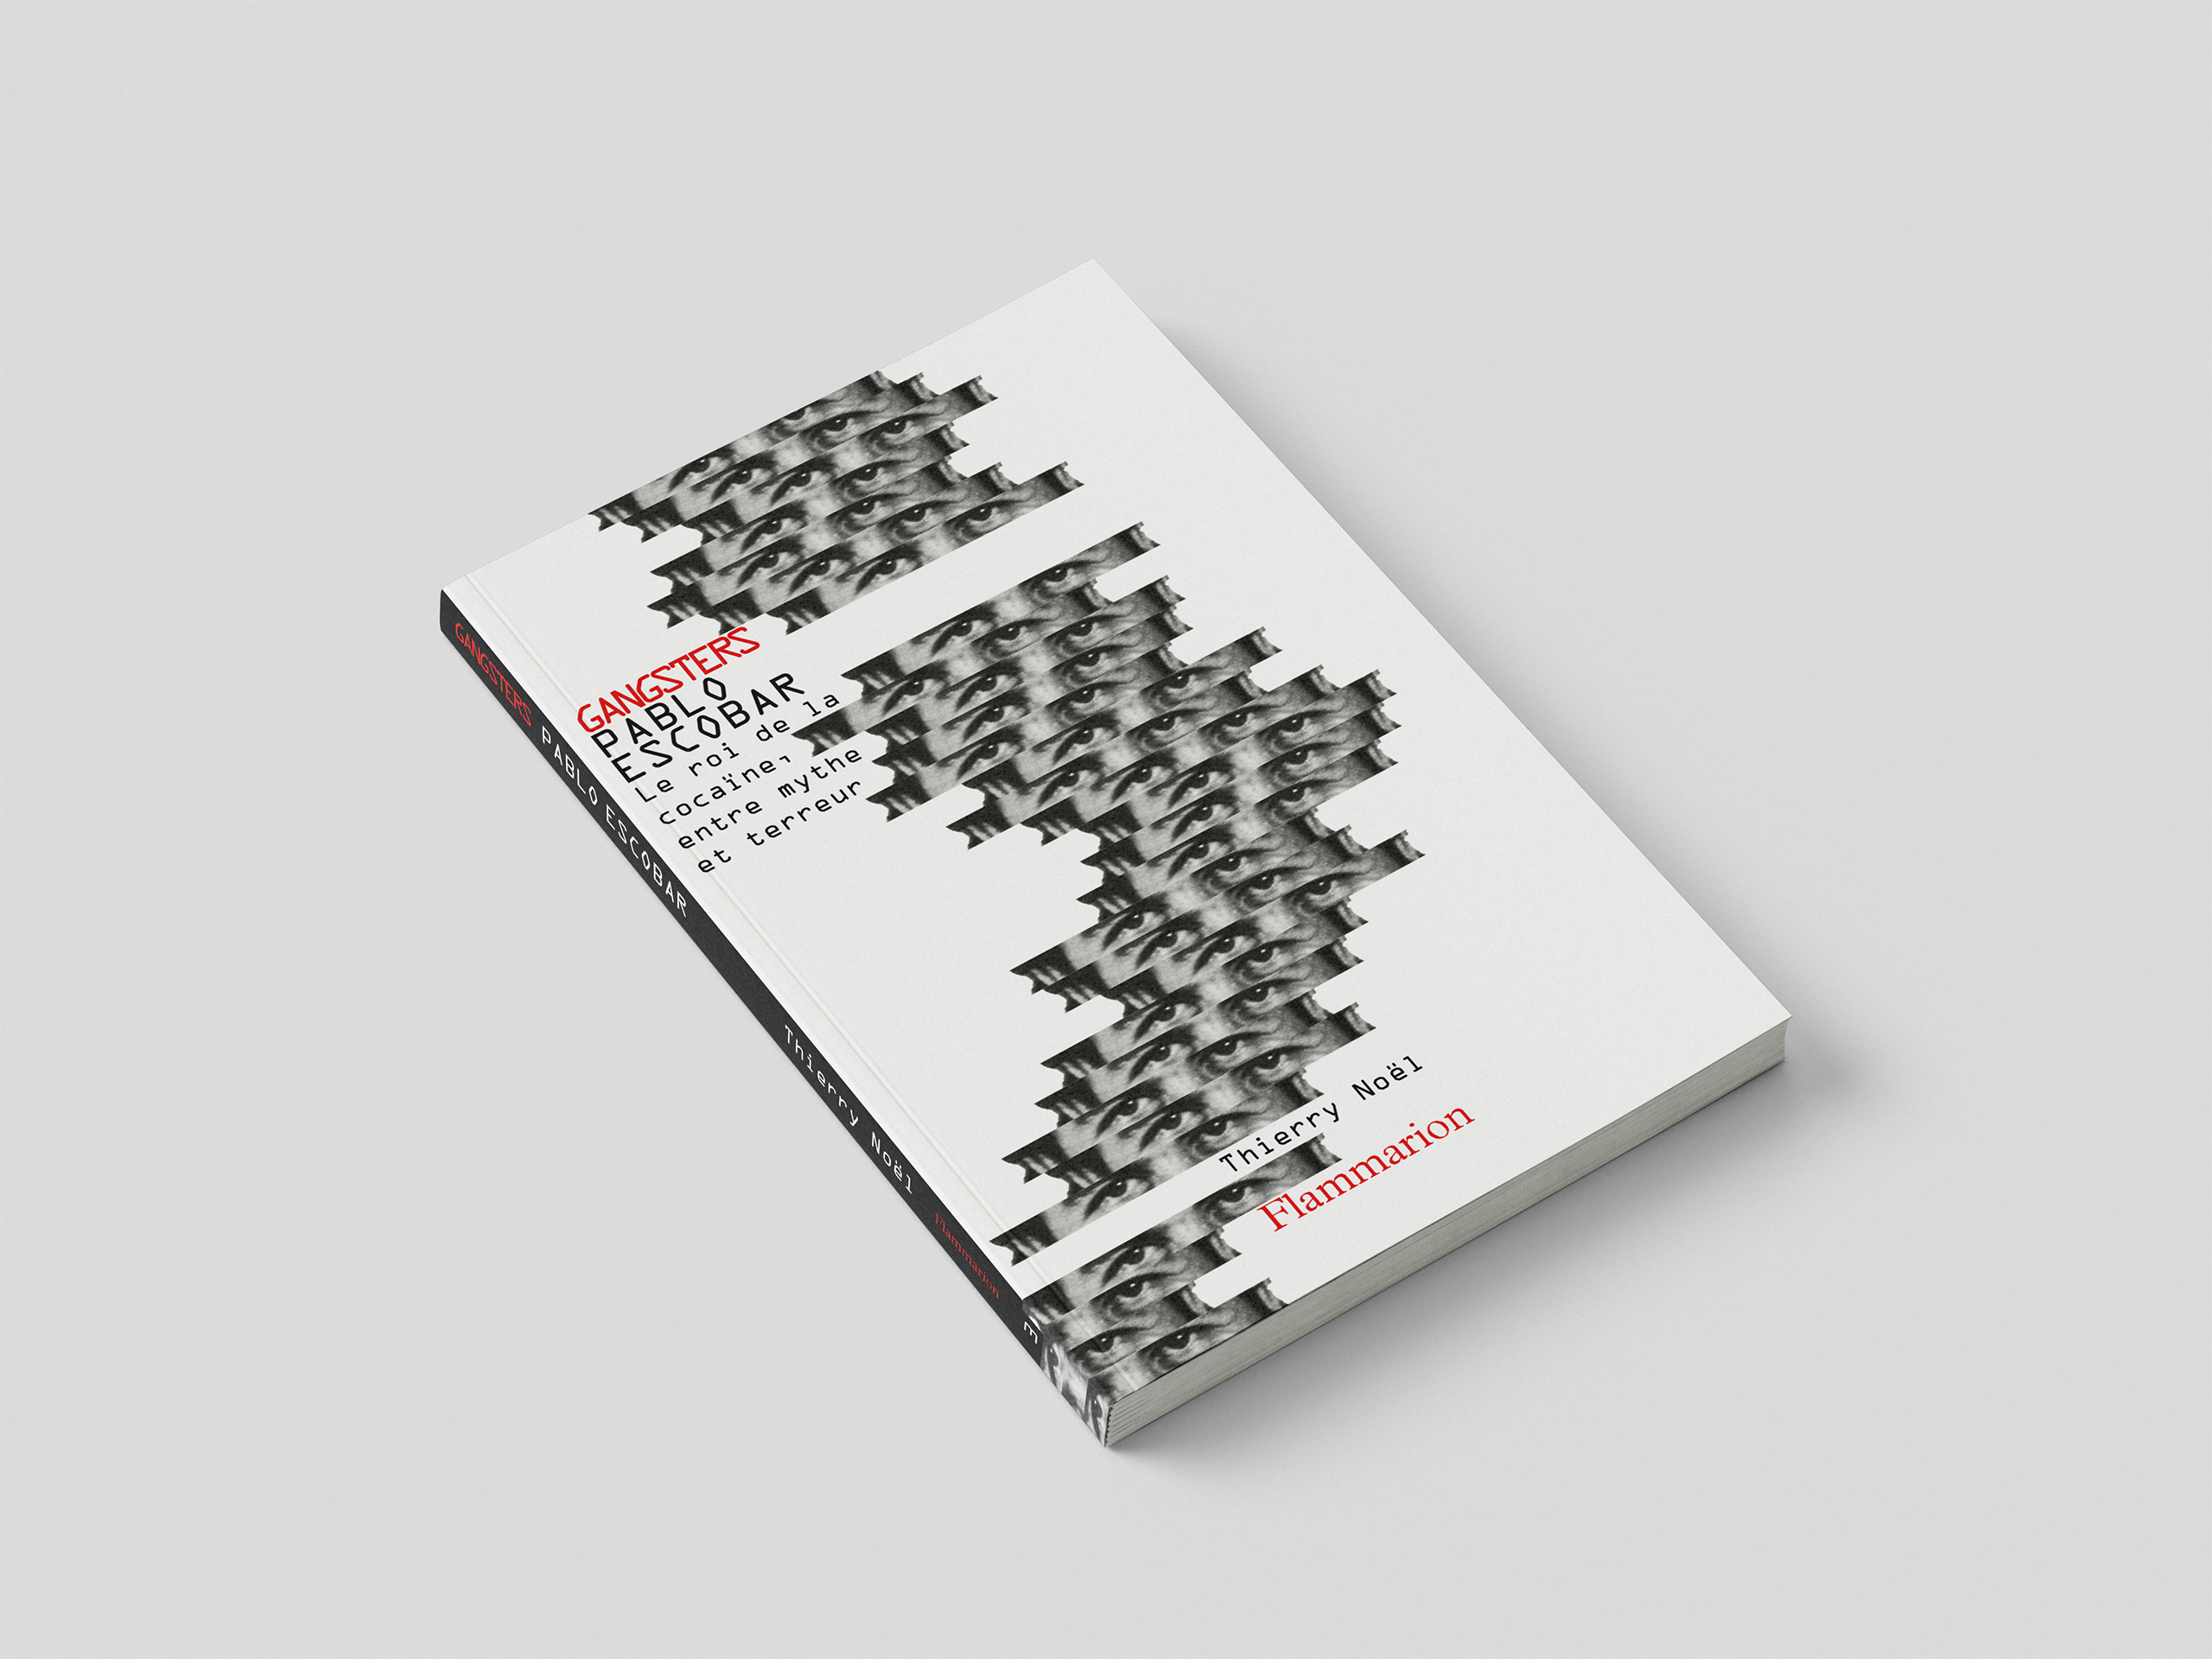 GANGSTERS
PABLO
ESCOBAR
Le roi de la
cocaïne,
entre mythe
et terreur
Thierry Noël
Flammarion
GANGSTERS PABLO ESCOBAR Thierry Noël Flammarion